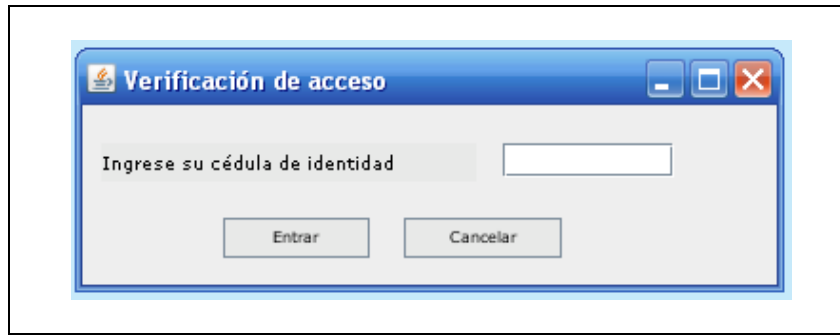 Verificación de acceso
Ingrese su cédula de identidad
Entrar Cancelar